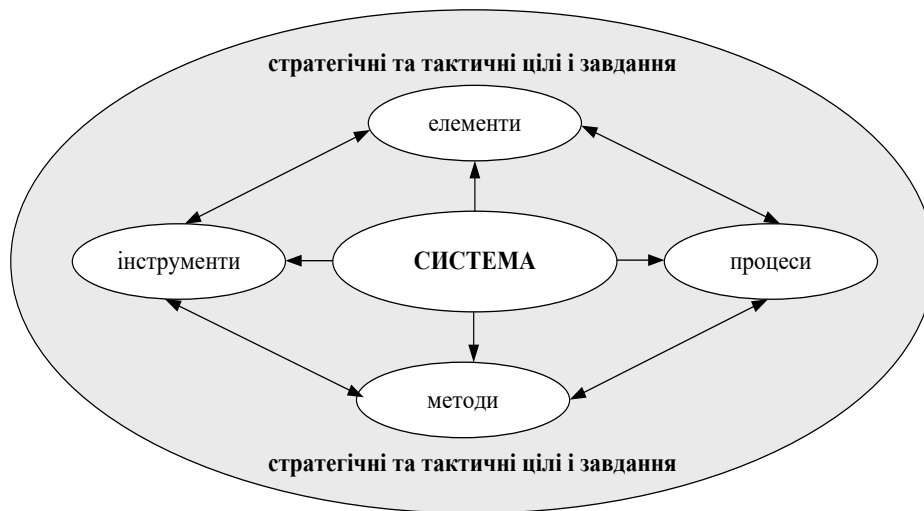 стратегічні та тактичні цілі і завдання
елементи
інструменти
СИСТЕМА
процеси
методи
стратегічні та тактичні цілі і завдання